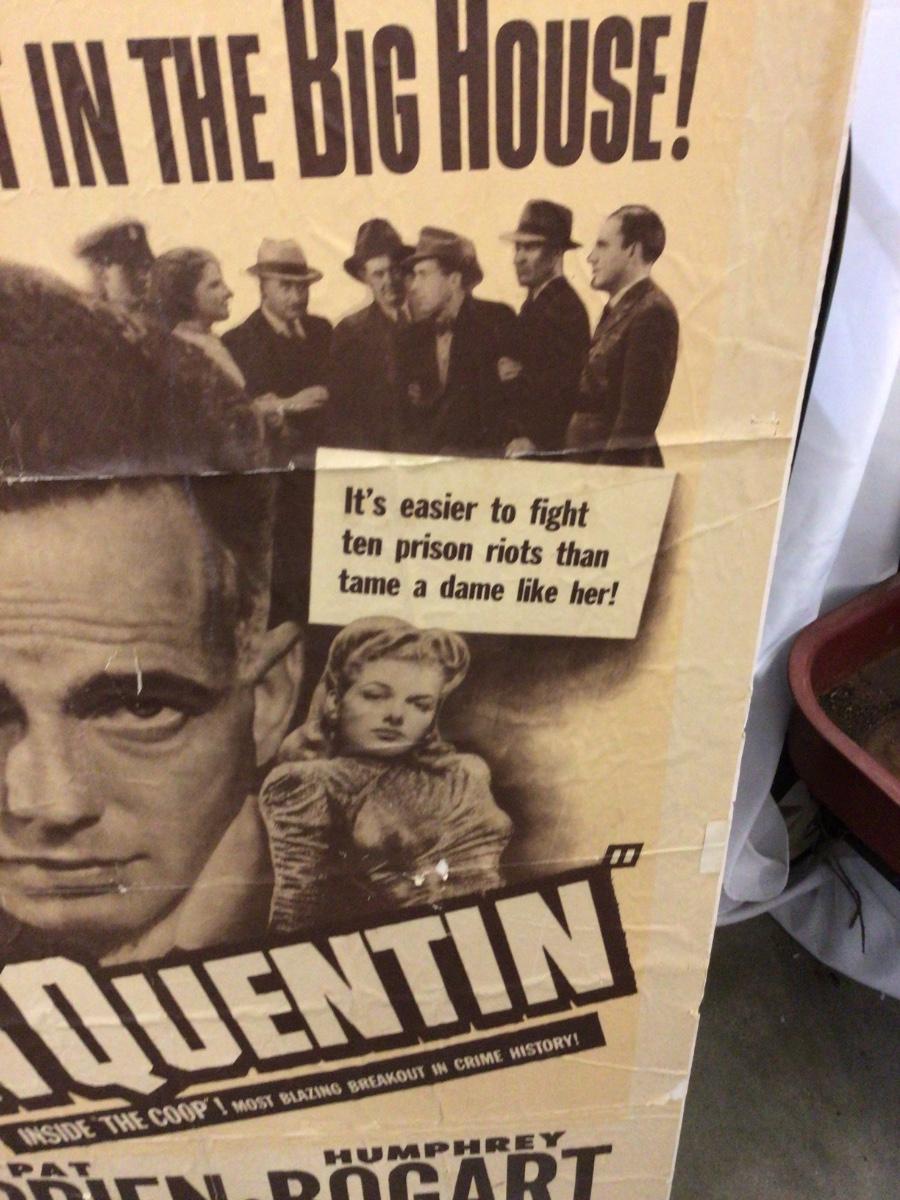 IN THE BIG HOUSE!
It's easier to fight
ten prison riots than
tame a dame like her!
QUENTIN"
INSIDE "THE COOP"! MOST BLAZING BREAKOUT IN CRIME HISTORY!
PAT HUMPHREY
BOGART